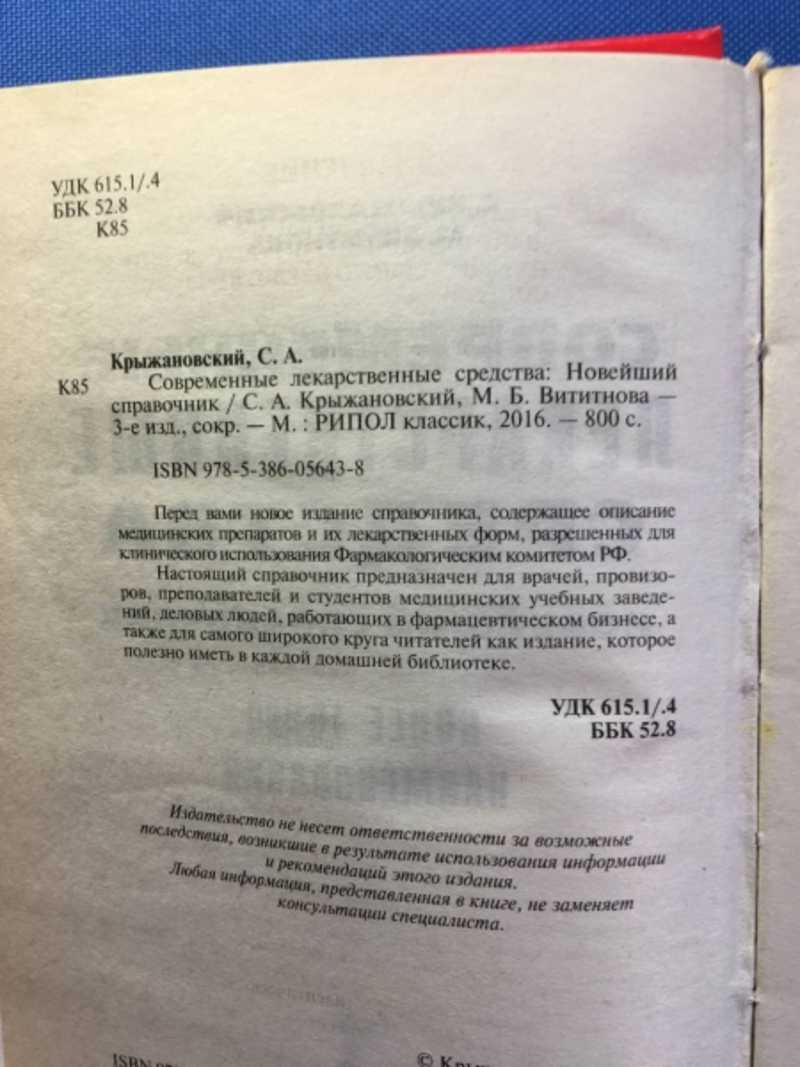 УДК 615.1/.4
ББК 52.8
К85
Крыжановский, С. А.
К85 Современные лекарственные средства: Новейший
справочник / С. А. Крыжановский, М. Б. Вититнова —
3-е изд., сокр. — М. : РИПОЛ классик, 2016. — 800 с.
ISBN 978-5-386-05643-8
Перед вами новое издание справочника, содержащее описание
медицинских препаратов и их лекарственных форм, разрешенных для
клинического использования Фармакологическим комитетом РФ.
Настоящий справочник предназначен для врачей, провизо-
ров, преподавателей и студентов медицинских учебных заведе-
ний, деловых людей, работающих в фармацевтическом бизнесе, а
также для самого широкого круга читателей как издание, которое
полезно иметь в каждой домашней библиотеке.
УДК 615.1/.4
ББК 52.8
Издательство не несет ответственности за возможные
последствия, возникшие в результате использования информации
и рекомендаций этого издания.
Любая информация, представленная в книге, не заменяет
консультации специалиста.
ISBN
©